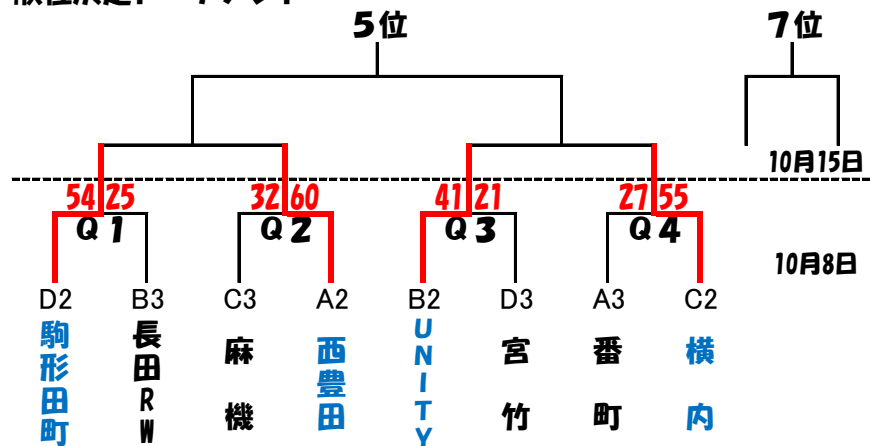 5位
7位
10月15日
54 25
32 60
41 21
27 55
Q1
Q2
Q3
Q4
10月8日
D2
B3
C3
A2
B2
D3
A3
C2
駒形田町
長田RW
麻機
西豊田
UNITY
宮竹
番町
横内